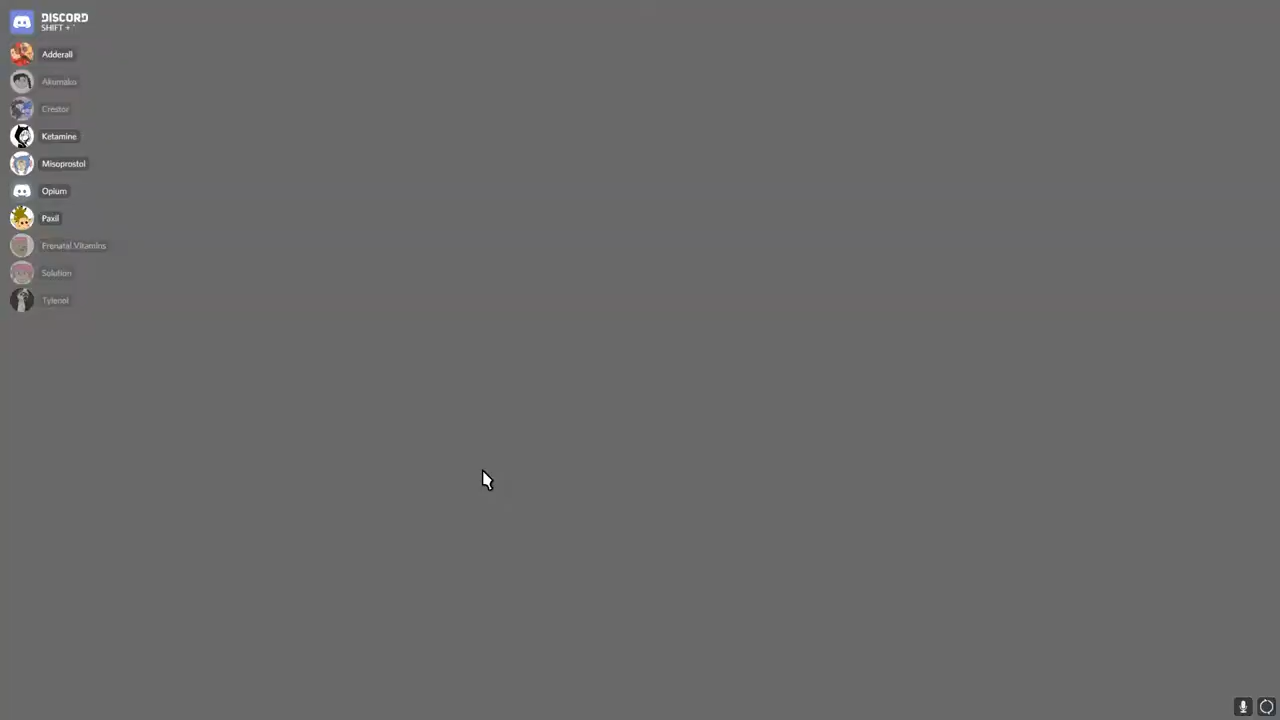 DISCORD
SHIFT + `
Adderall
Akumako
Crestor
Ketamine
Misoprostol
Opium
Paxil
Prenatal Vitamins
Solution
Tylenol